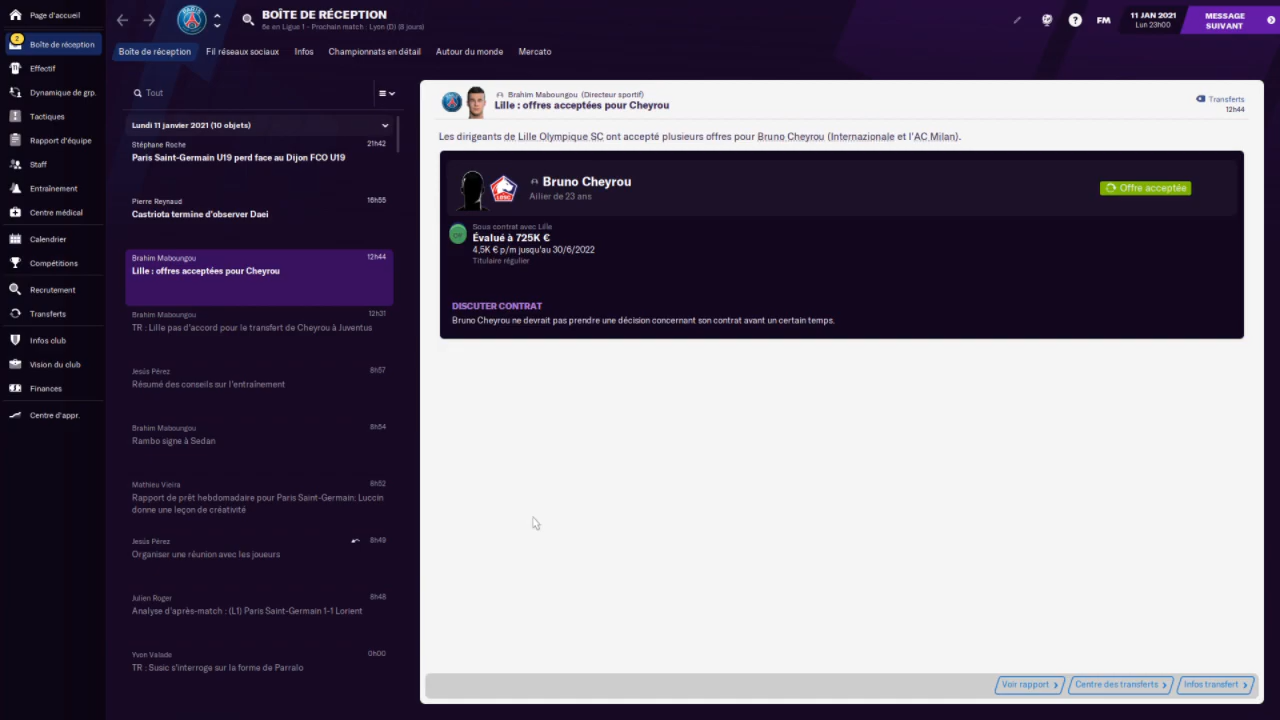 Page d'accueil
2
Boîte de réception
Effectif
Dynamique de grp.
Tactiques
Rapport d'équipe
Staff
Entraînement
Centre médical
Calendrier
Compétitions
Recrutement
Transferts
Infos club
Vision du club
Finances
Centre d'appr.
BOÎTE DE RÉCEPTION
6e en Ligue 1 - Prochain match : Lyon (D) (3 jours)
?
FM
11 JAN 2021
Lun 23h00
MESSAGE SUIVANT
Boîte de réception
Fil réseaux sociaux
Infos
Championnats en détail
Autour du monde
Mercato
Tout
Lundi 11 janvier 2021 (10 objets)
Stéphane Roche 21h42
Paris Saint-Germain U19 perd face au Dijon FCO U19
Pierre Reynaud 16h55
Castriota termine d'observer Daei
Brahim Maboungou 12h44
Lille : offres acceptées pour Cheyrou
Brahim Maboungou 12h31
TR : Lille pas d'accord pour le transfert de Cheyrou à Juventus
Jesús Pérez 8h57
Résumé des conseils sur l'entraînement
Brahim Maboungou 8h54
Rambo signe à Sedan
Mathieu Vieira 8h52
Rapport de prêt hebdomadaire pour Paris Saint-Germain: Luccin
donne une leçon de créativité
Jesús Pérez 8h49
Organiser une réunion avec les joueurs
Julien Roger 8h48
Analyse d'après-match : (L1) Paris Saint-Germain 1-1 Lorient
Yvon Valade 0h00
TR : Susic s'interroge sur la forme de Parralo
Brahim Maboungou (Directeur sportif)
Lille : offres acceptées pour Cheyrou
Transferts
12h44
Les dirigeants de Lille Olympique SC ont accepté plusieurs offres pour Bruno Cheyrou (Internazionale et l'AC Milan).
Bruno Cheyrou
Ailier de 23 ans
Offre acceptée
Sous contrat avec Lille
Évalué à 725K €
4,5K € p/m jusqu'au 30/6/2022
Titulaire régulier
DISCUTER CONTRAT
Bruno Cheyrou ne devrait pas prendre une décision concernant son contrat avant un certain temps.
Voir rapport
Centre des transferts
Infos transfert